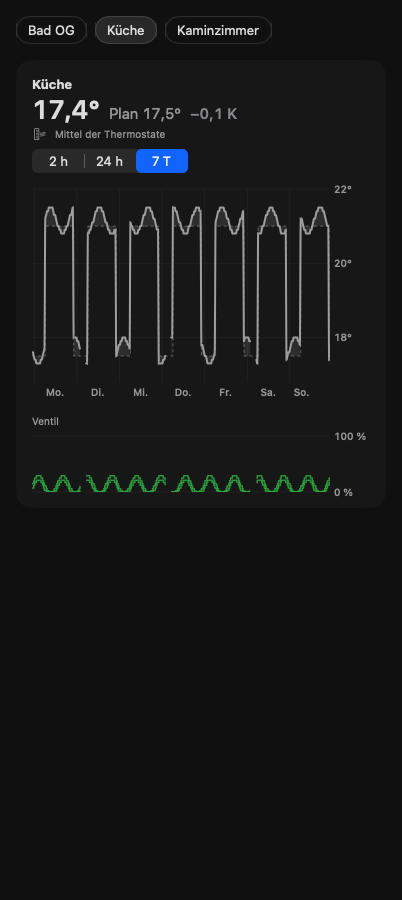 Bad OG Küche Kaminzimmer
Küche
17,4° Plan 17,5° −0,1 K
Mittel der Thermostate
2 h 24 h 7 T
22°
20°
18°
Mo. Di. Mi. Do. Fr. Sa. So.
Ventil
100 %
0 %